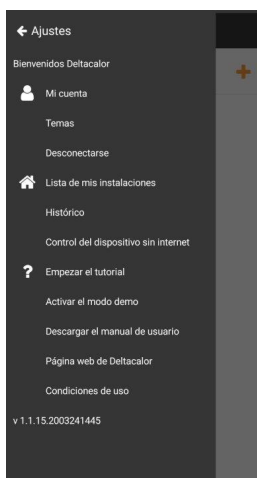 Ajustes
Bienvenidos Deltacalor
Mi cuenta
Temas
Desconectarse
Lista de mis instalaciones
Histórico
Control del dispositivo sin internet
? Empezar el tutorial
Activar el modo demo
Descargar el manual de usuario
Página web de Deltacalor
Condiciones de uso
v 1.1.15.2003241445